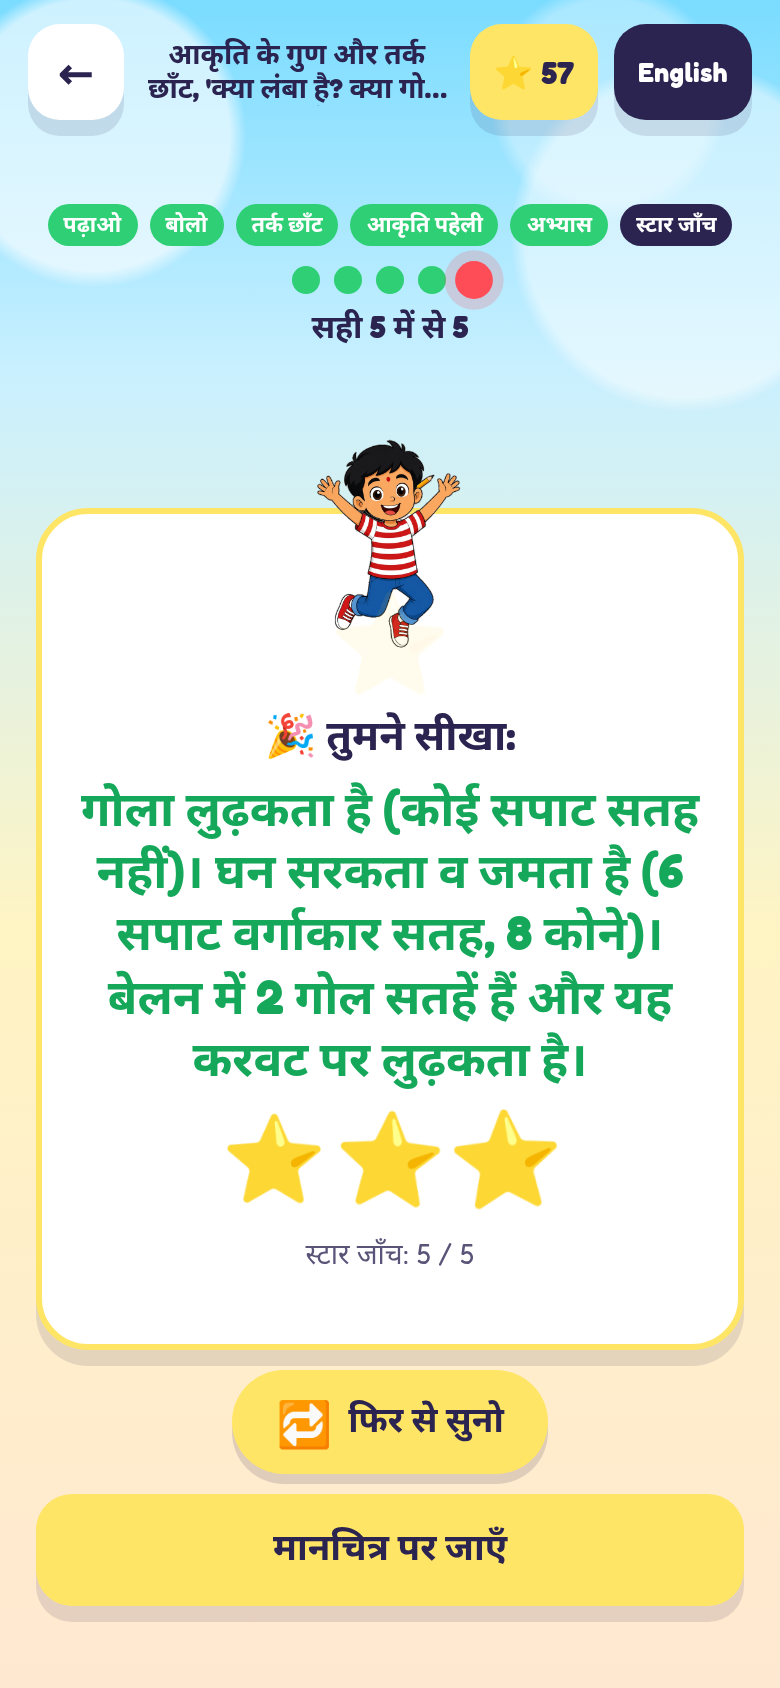 ←
आकृति के गुण और तर्क
छाँट, 'क्या लंबा है? क्या गो...
57
English
पढ़ाओ
बोलो
तर्क छाँट
आकृति पहेली
अभ्यास
स्टार जाँच
सही 5 में से 5
तुमने सीखा:
गोला लुढ़कता है (कोई सपाट सतह
नहीं)। घन सरकता व जमता है (6
सपाट वर्गाकार सतह, 8 कोने)।
बेलन में 2 गोल सतहें हैं और यह
करवट पर लुढ़कता है।
स्टार जाँच: 5 / 5
फिर से सुनो
मानचित्र पर जाएँ